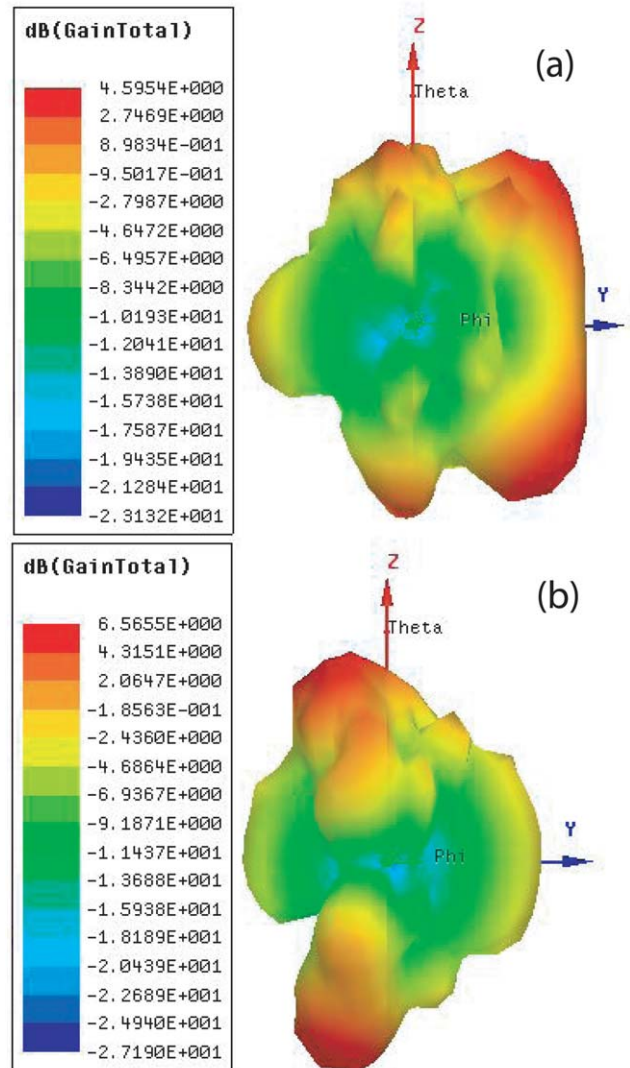 dB(GainTotal)
4.5954E+000
2.7469E+000
8.9834E-001
-9.5017E-001
-2.7987E+000
-4.6472E+000
-6.4957E+000
-8.3442E+000
-1.0193E+001
-1.2041E+001
-1.3890E+001
-1.5738E+001
-1.7587E+001
-1.9435E+001
-2.1284E+001
-2.3132E+001
Z
(a)
Theta
Y
Phi
dB(GainTotal)
6.5655E+000
4.3151E+000
2.0647E+000
-1.8563E-001
-2.4360E+000
-4.6864E+000
-6.9367E+000
-9.1871E+000
-1.1437E+001
-1.3688E+001
-1.5938E+001
-1.8189E+001
-2.0439E+001
-2.2689E+001
-2.4940E+001
-2.7190E+001
Z
(b)
Theta
Y
Phi